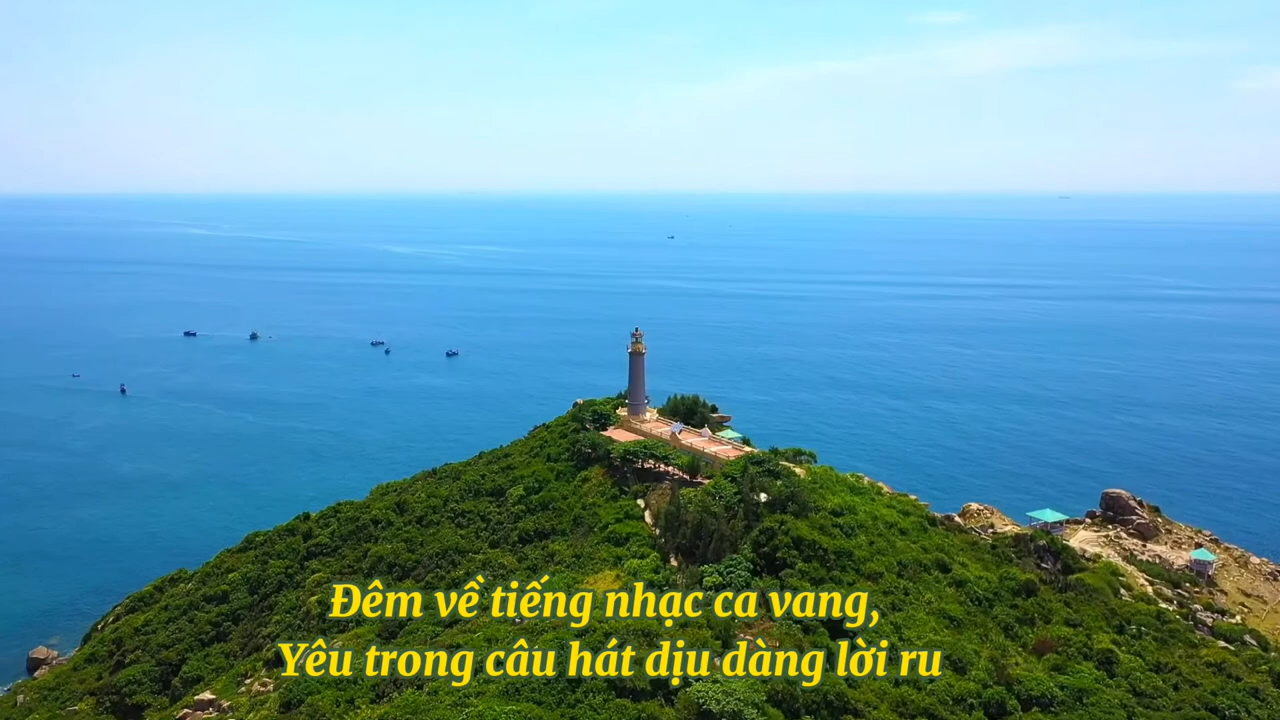 Đêm về tiếng nhạc ca vang,
Yêu trong câu hát dịu dàng lời ru